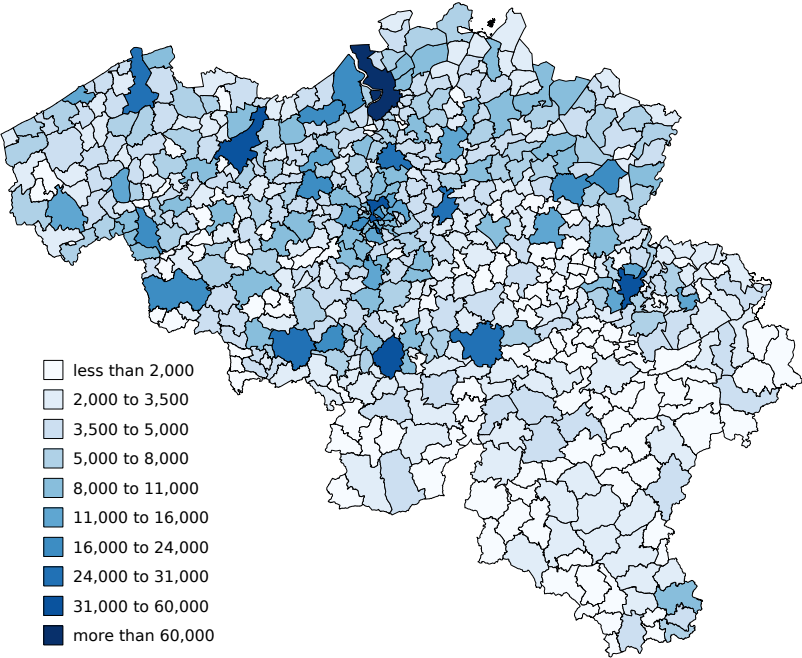 less than 2,000
2,000 to 3,500
3,500 to 5,000
5,000 to 8,000
8,000 to 11,000
11,000 to 16,000
16,000 to 24,000
24,000 to 31,000
31,000 to 60,000
more than 60,000